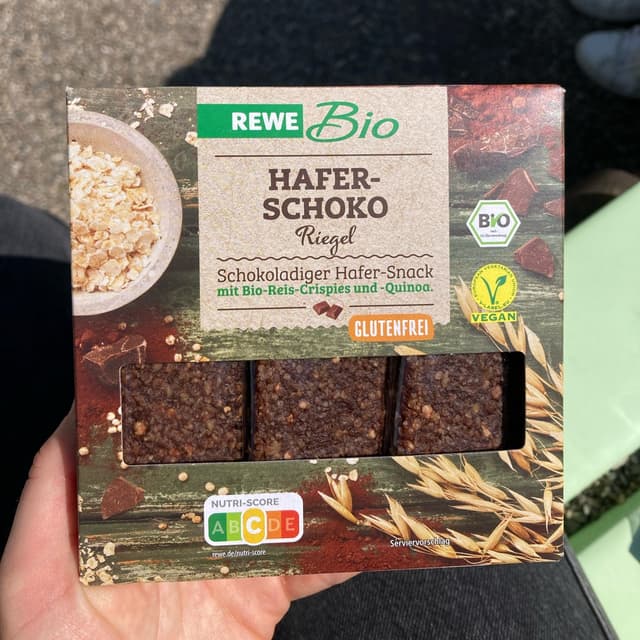 REWE Bio
HAFER-
SCHOKO
Riegel
Schokoladiger Hafer-Snack
mit Bio-Reis-Crispies und -Quinoa.
GLUTENFREI
BIO
VEGAN
NUTRI-SCORE
A B C D E
rewe.de/nutri-score
Serviervorschlag